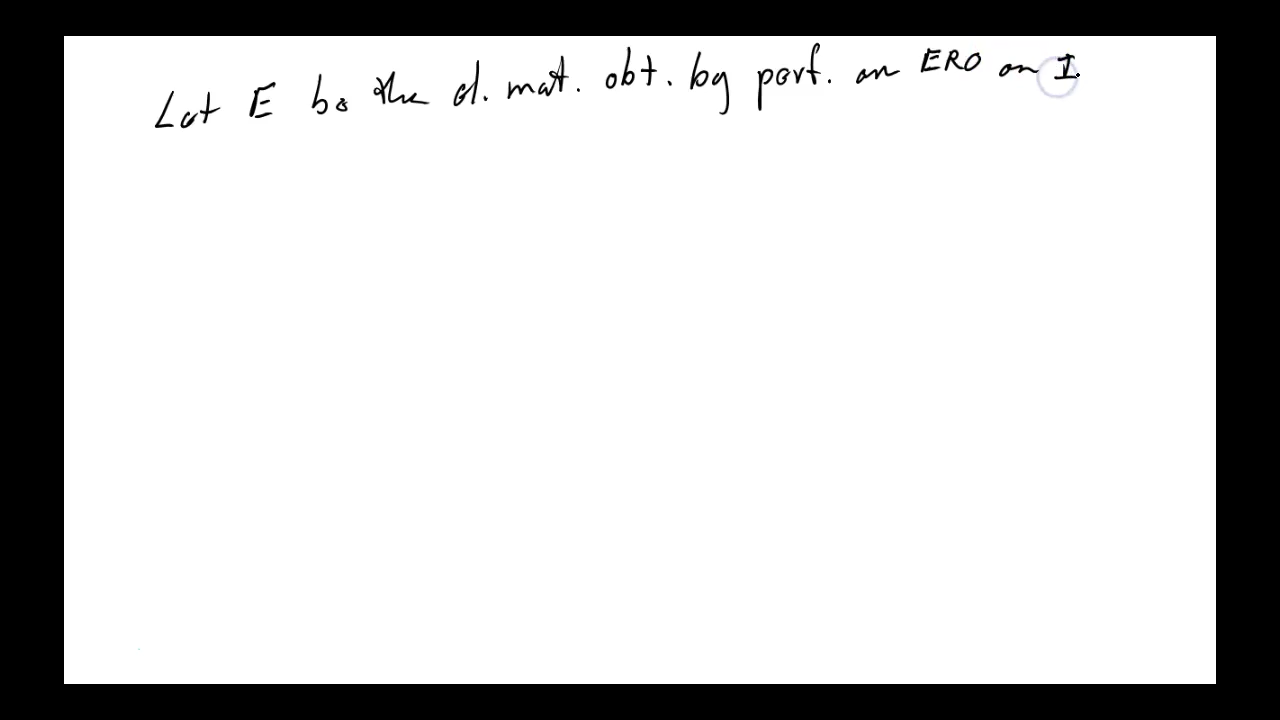 Let E be the el. mat. obt. by perf. an ERO on I.